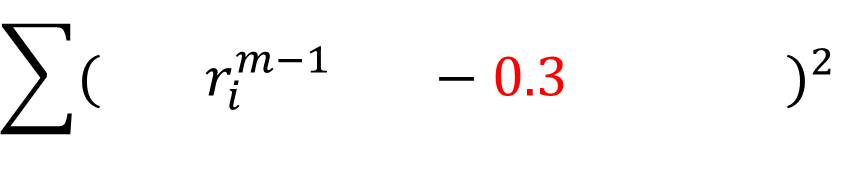 ∑( r_i^{m−1} − 0.3 )^2